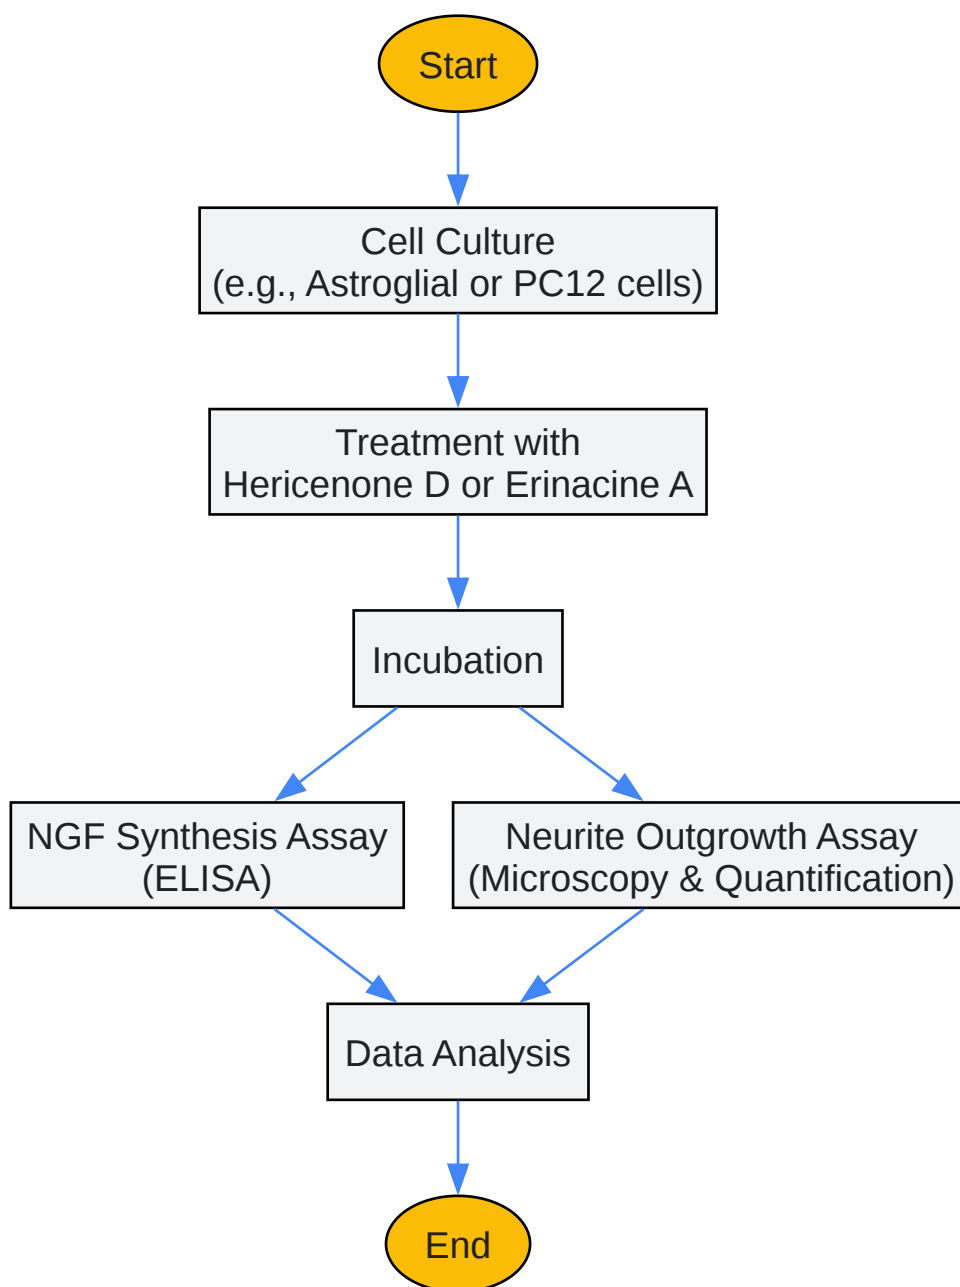 Start
Cell Culture
(e.g., Astroglial or PC12 cells)
Treatment with
Hericenone D or Erinacine A
Incubation
NGF Synthesis Assay
(ELISA)
Neurite Outgrowth Assay
(Microscopy & Quantification)
Data Analysis
End